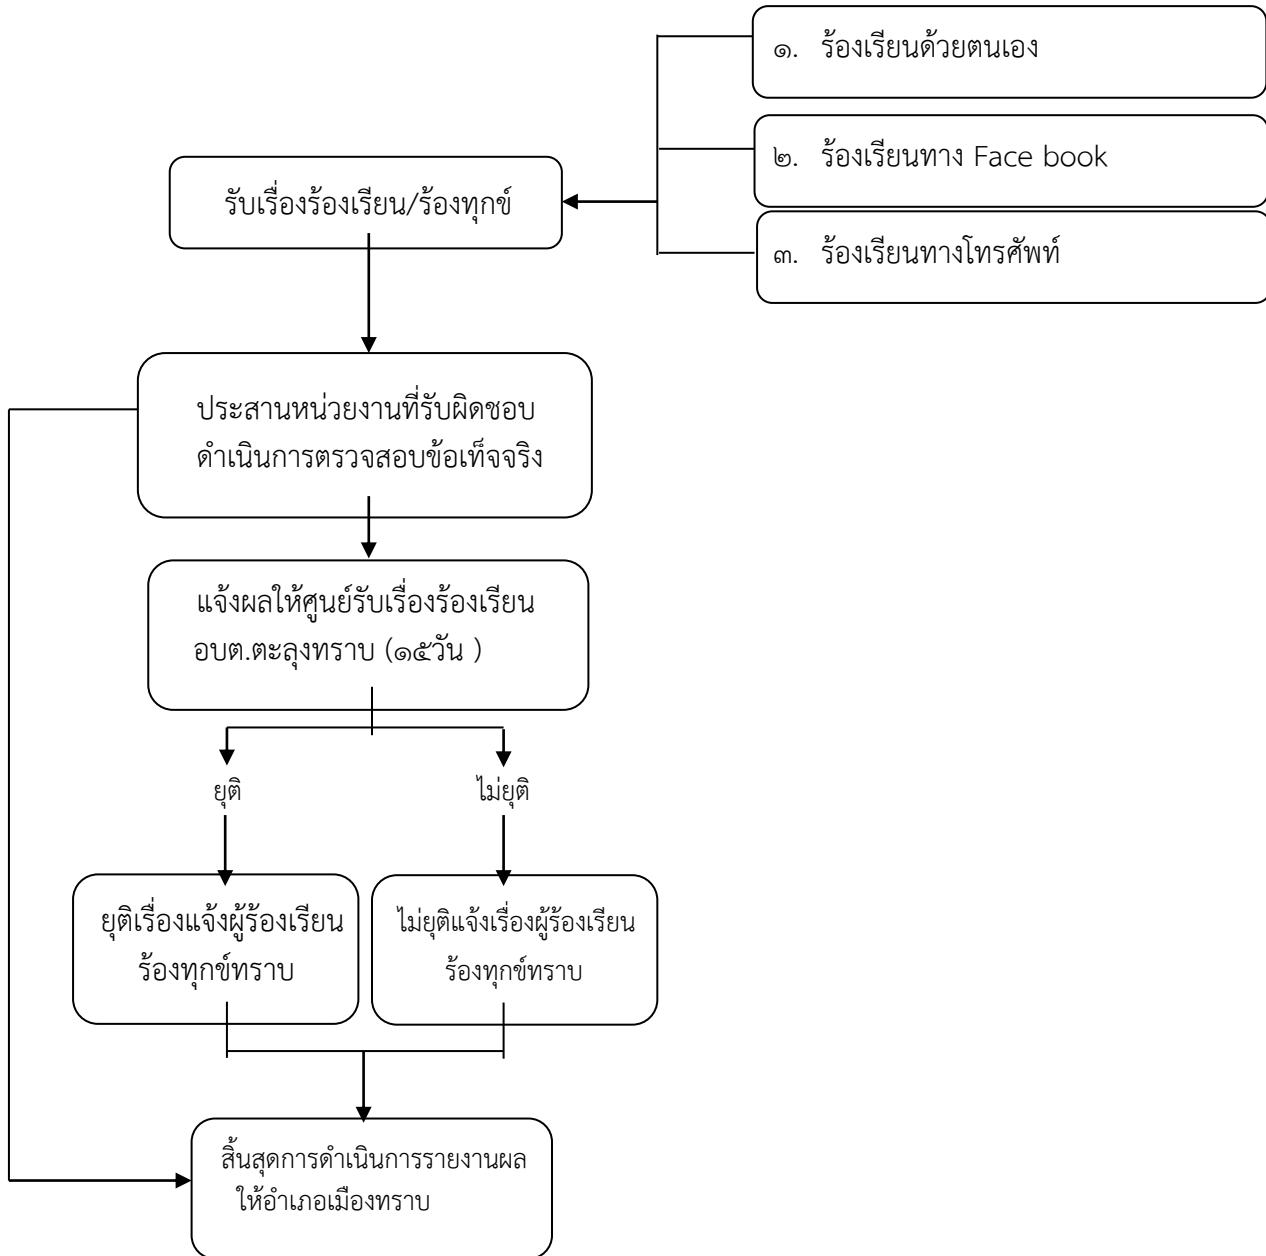 ๑. ร้องเรียนด้วยตนเอง
๒. ร้องเรียนทาง Face book
รับเรื่องร้องเรียน/ร้องทุกข์
๓. ร้องเรียนทางโทรศัพท์
ประสานหน่วยงานที่รับผิดชอบ
ดำเนินการตรวจสอบข้อเท็จจริง
แจ้งผลให้ศูนย์รับเรื่องร้องเรียน
อบต.ตะลุงทราบ (๑๕วัน )
ยุติ
ไม่ยุติ
ยุติเรื่องแจ้งผู้ร้องเรียน
ร้องทุกข์ทราบ
ไม่ยุติแจ้งเรื่องผู้ร้องเรียน
ร้องทุกข์ทราบ
สิ้นสุดการดำเนินการรายงานผล
ให้อำเภอเมืองทราบ